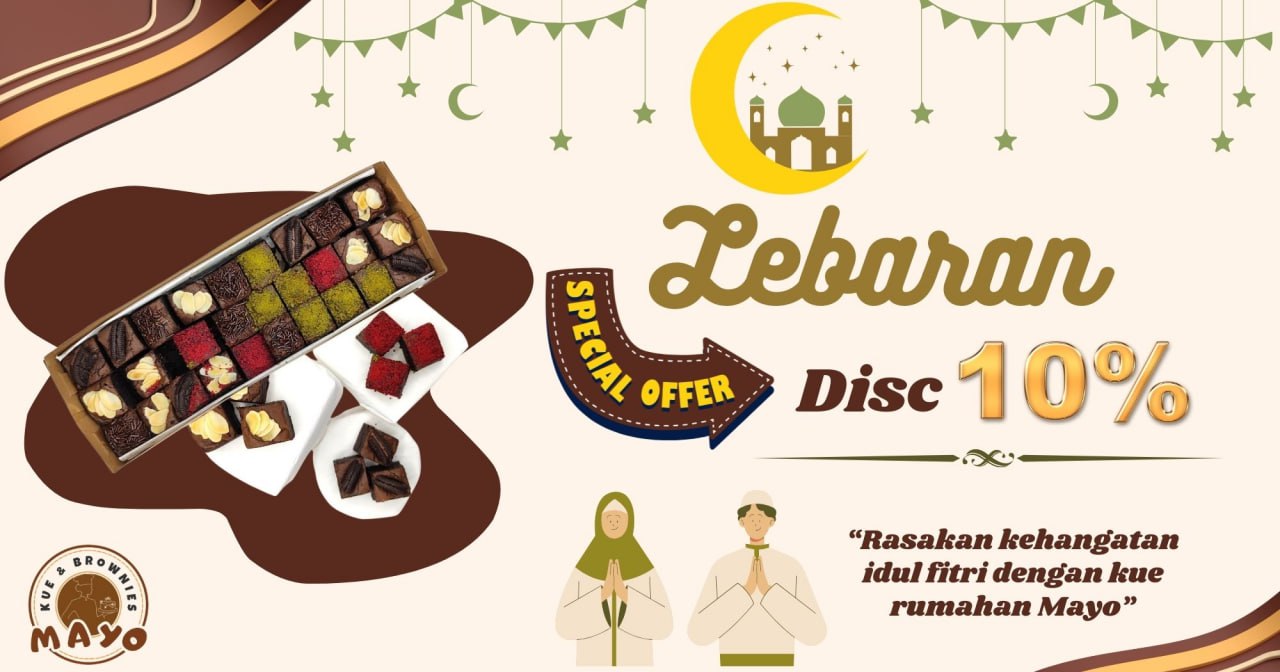 Lebaran
SPECIAL OFFER
Disc 10%
“Rasakan kehangatan
idul fitri dengan kue
rumahan Mayo”
KUE & BROWNIES
MAYO